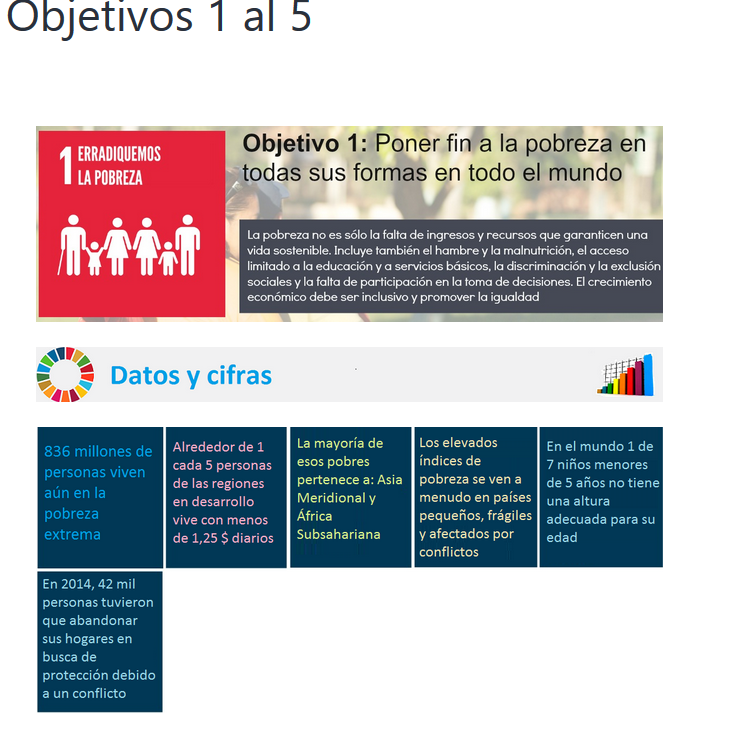 Objetivos 1 al 5
1 ERRADIQUEMOS
LA POBREZA
Objetivo 1: Poner fin a la pobreza en
todas sus formas en todo el mundo
La pobreza no es sólo la falta de ingresos y recursos que garanticen una
vida sostenible. Incluye también el hambre y la malnutrición, el acceso
limitado a la educación y a servicios básicos, la discriminación y la exclusión
sociales y la falta de participación en la toma de decisiones. El crecimiento
económico debe ser inclusivo y promover la igualdad
Datos y cifras
836 millones de
personas viven
aún en la
pobreza
extrema
Alrededor de 1
cada 5 personas
de las regiones
en desarrollo
vive con menos
de 1,25 $ diarios
La mayoría de
esos pobres
pertenece a: Asia
Meridional y
África
Subsahariana
Los elevados
índices de
pobreza se ven a
menudo en países
pequeños, frágiles
y afectados por
conflictos
En el mundo 1 de
7 niños menores
de 5 años no tiene
una altura
adecuada para su
edad
En 2014, 42 mil
personas tuvieron
que abandonar
sus hogares en
busca de
protección debido
a un conflicto